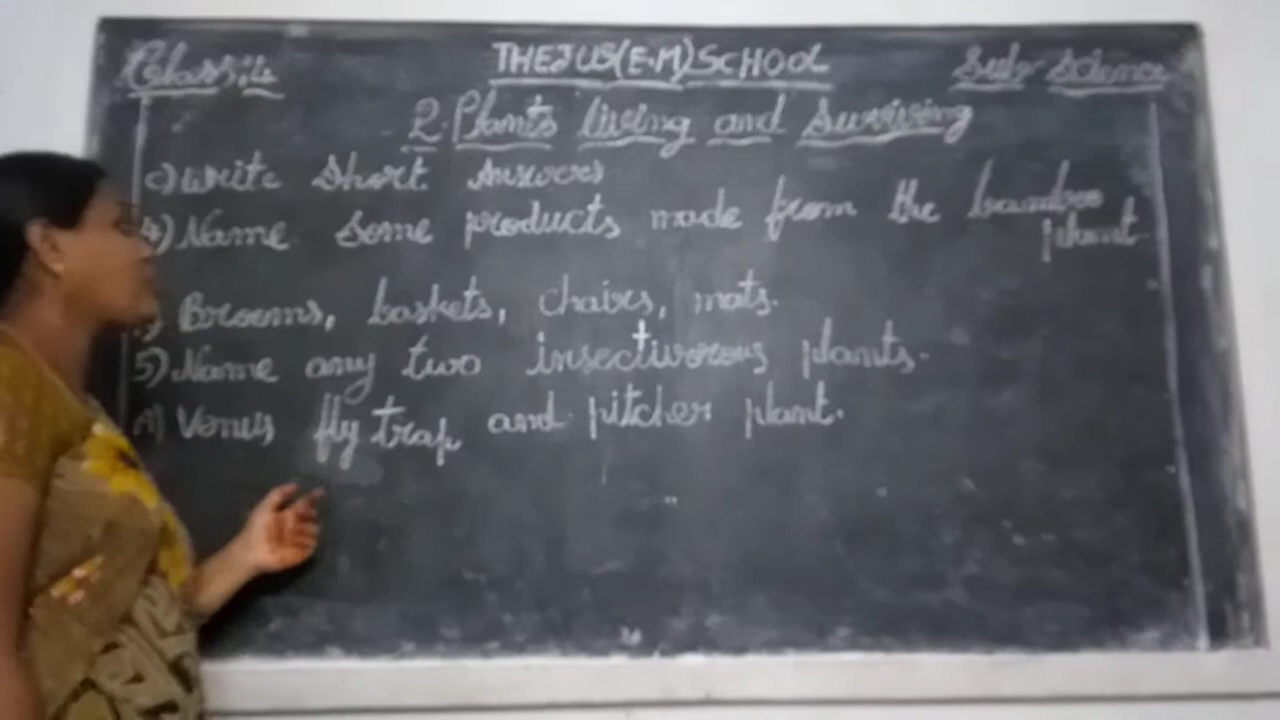 Class:4
THEJUS(E.M)SCHOOL
Sub: Science
2. Plants living and Surviving
c) Write Short Answers
4) Name Some products made from the bamboo
plant.
A) Brooms, baskets, chairs, mats.
5) Name any two insectivorous plants.
A) Venus fly trap and pitcher plant.